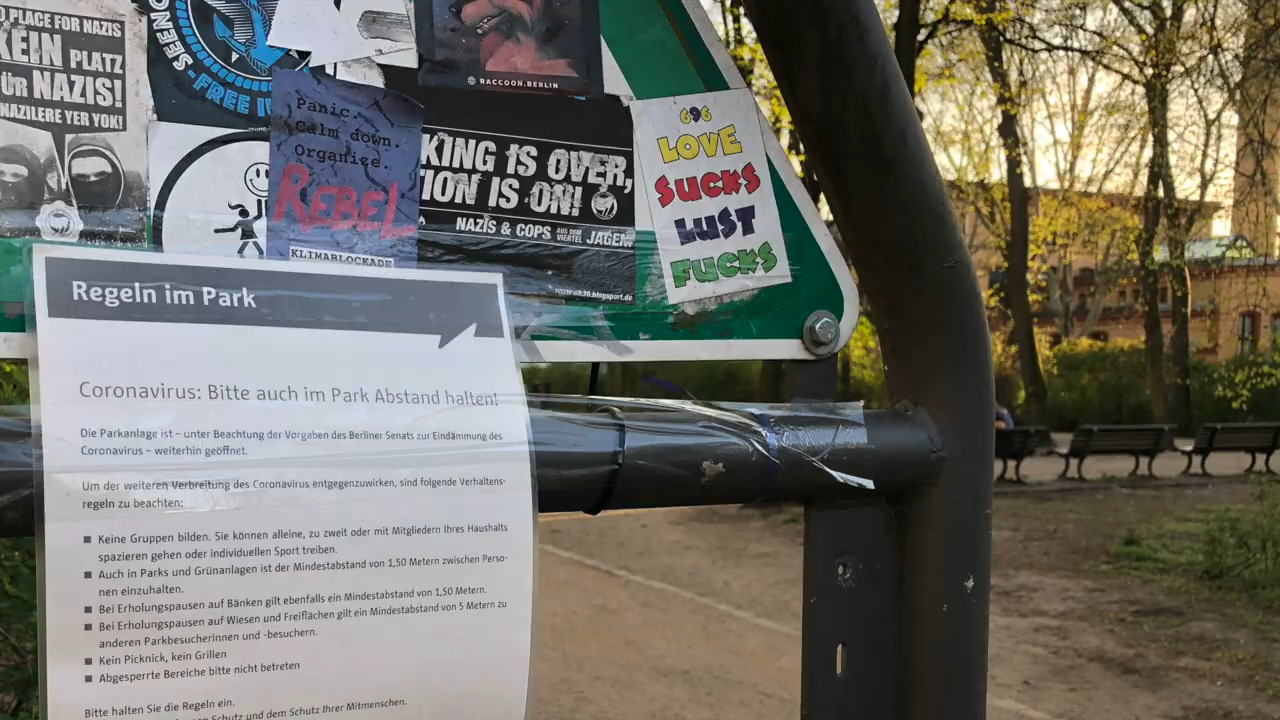 O PLACE FOR NAZIS
KEIN PLATZ
FÜR NAZIS!
NAZILERE YER YOK!
FREE
RACCOON.BERLIN
Panic.
Calm down.
Organize.
REBEL
KLIMABLOCKADE
KING IS OVER,
TION IS ON!
NAZIS & COPS AUS DEM VIERTEL JAGEN
696
LOVE
SUCKS
LUST
FUCKS
Regeln im Park
Coronavirus: Bitte auch im Park Abstand halten!
Die Parkanlage ist – unter Beachtung der Vorgaben des Berliner Senats zur Eindämmung des
Coronavirus – weiterhin geöffnet.
Um der weiteren Verbreitung des Coronavirus entgegenzuwirken, sind folgende Verhaltens-
regeln zu beachten:
■ Keine Gruppen bilden. Sie können alleine, zu zweit oder mit Mitgliedern Ihres Haushalts
spazieren gehen oder individuellen Sport treiben.
■ Auch in Parks und Grünanlagen ist der Mindestabstand von 1,50 Metern zwischen Perso-
nen einzuhalten.
■ Bei Erholungspausen auf Bänken gilt ebenfalls ein Mindestabstand von 1,50 Metern.
■ Bei Erholungspausen auf Wiesen und Freiflächen gilt ein Mindestabstand von 5 Metern zu
anderen Parkbesucherinnen und -besuchern.
■ Kein Picknick, kein Grillen
■ Abgesperrte Bereiche bitte nicht betreten
Bitte halten Sie die Regeln ein.
Schutz und dem Schutz Ihrer Mitmenschen.